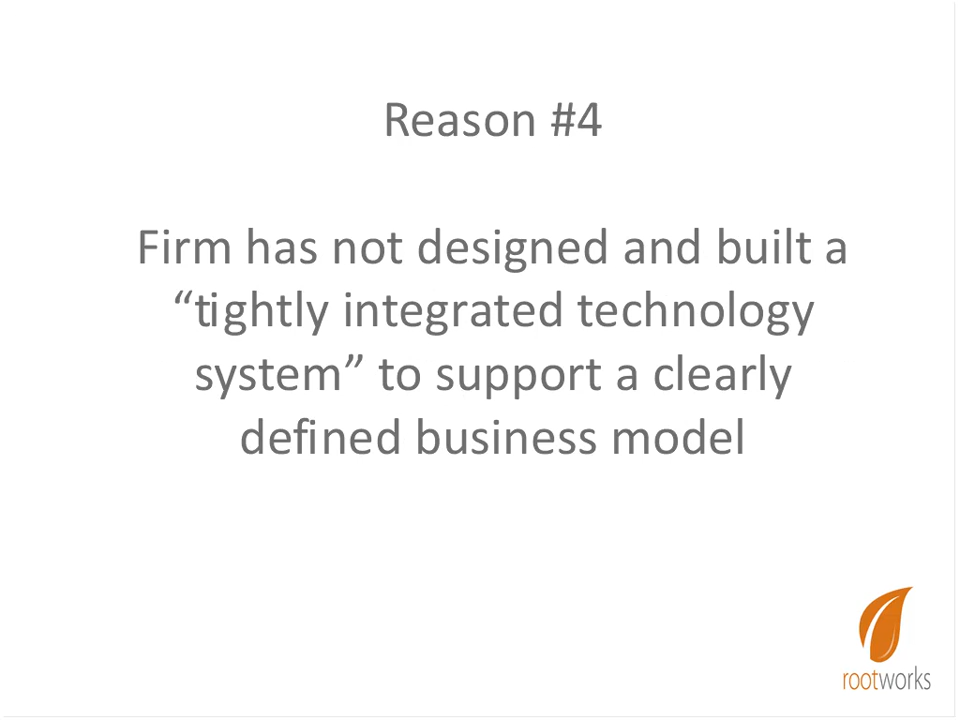 Reason #4
Firm has not designed and built a
“tightly integrated technology
system” to support a clearly
defined business model
rootworks